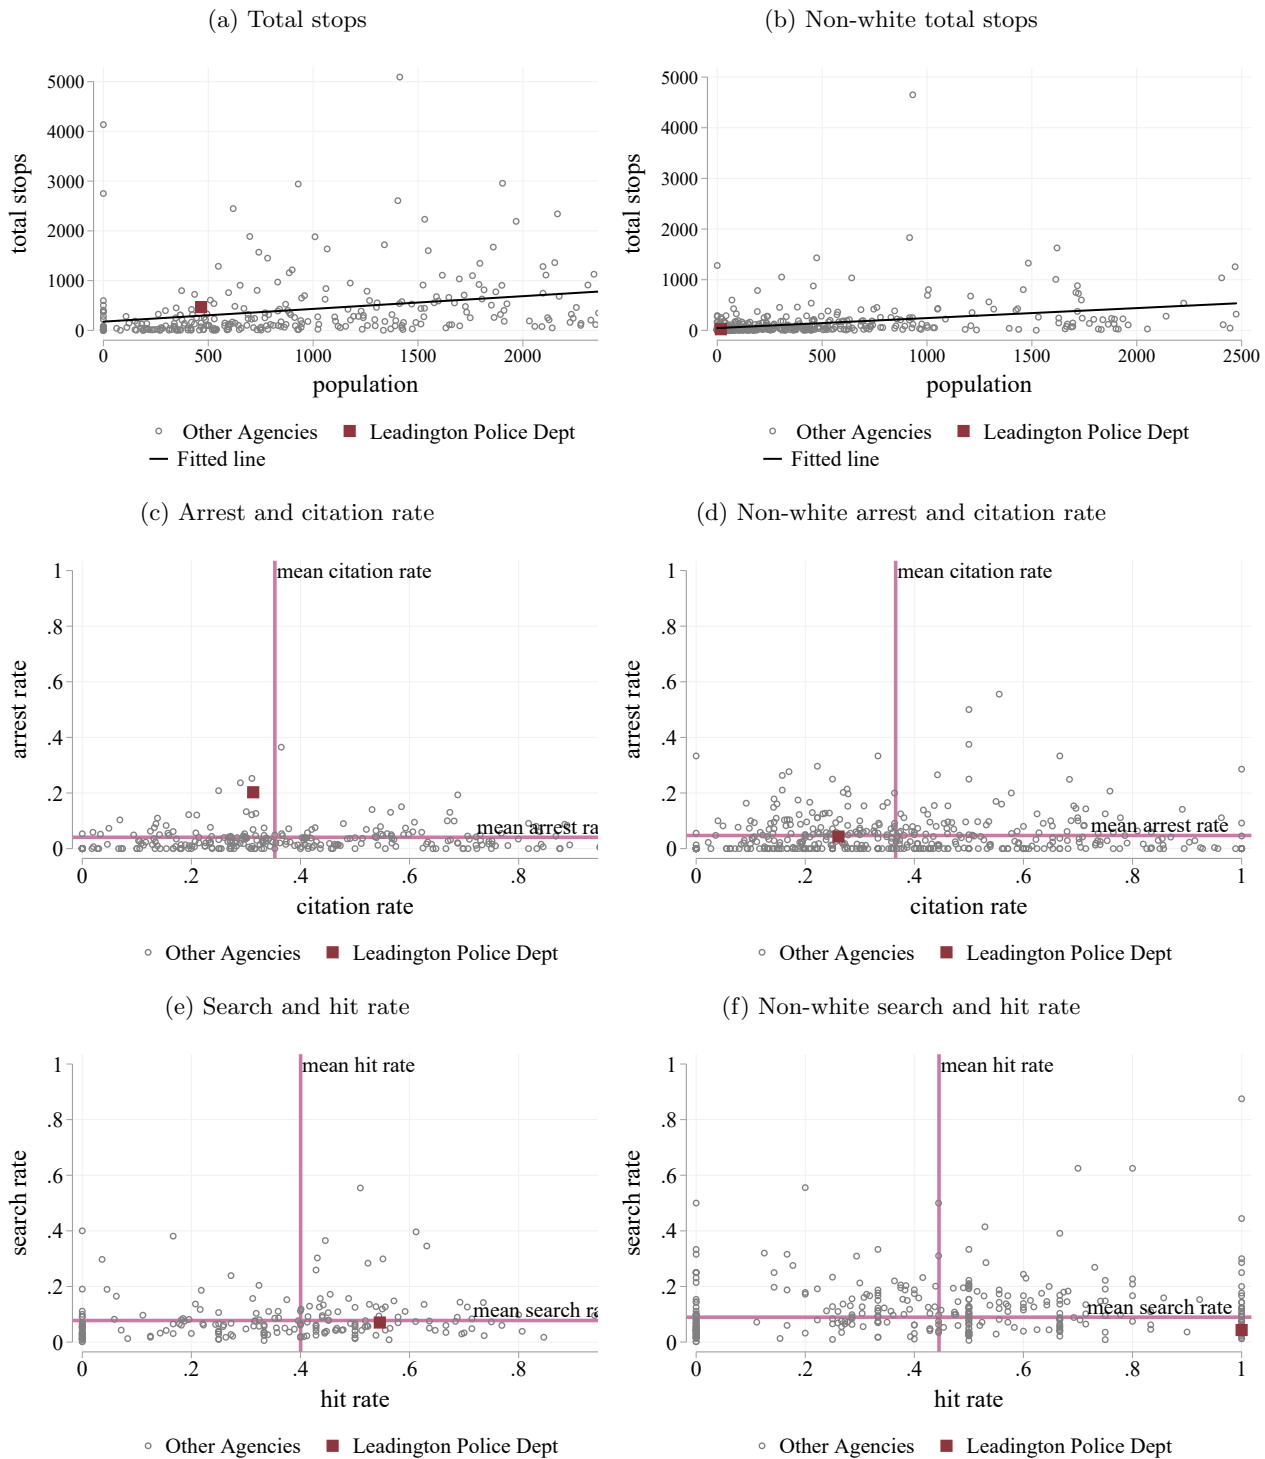 (a) Total stops
(b) Non-white total stops
5000
4000
3000
2000
1000
0
total stops
0 500 1000 1500 2000
population
Other Agencies Leadington Police Dept
Fitted line
5000
4000
3000
2000
1000
0
total stops
0 500 1000 1500 2000 2500
population
Other Agencies Leadington Police Dept
Fitted line
(c) Arrest and citation rate
(d) Non-white arrest and citation rate
mean citation rate
1
.8
.6
.4
.2
0
arrest rate
mean arrest ra
0 .2 .4 .6 .8
citation rate
Other Agencies Leadington Police Dept
mean citation rate
1
.8
.6
.4
.2
0
arrest rate
mean arrest rate
0 .2 .4 .6 .8 1
citation rate
Other Agencies Leadington Police Dept
(e) Search and hit rate
(f) Non-white search and hit rate
mean hit rate
1
.8
.6
.4
.2
0
search rate
mean search ra
0 .2 .4 .6 .8
hit rate
Other Agencies Leadington Police Dept
mean hit rate
1
.8
.6
.4
.2
0
search rate
mean search rate
0 .2 .4 .6 .8 1
hit rate
Other Agencies Leadington Police Dept